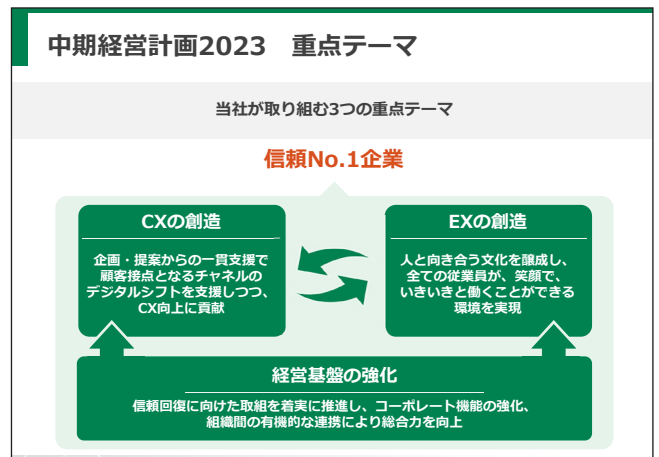 中期経営計画2023　重点テーマ
当社が取り組む3つの重点テーマ
信頼No.1企業
CXの創造
企画・提案からの一貫支援で
顧客接点となるチャネルの
デジタルシフトを支援しつつ、
CX向上に貢献
EXの創造
人と向き合う文化を醸成し、
全ての従業員が、笑顔で、
いきいきと働くことができる
環境を実現
経営基盤の強化
信頼回復に向けた取組を着実に推進し、コーポレート機能の強化、
組織間の有機的な連携により総合力を向上